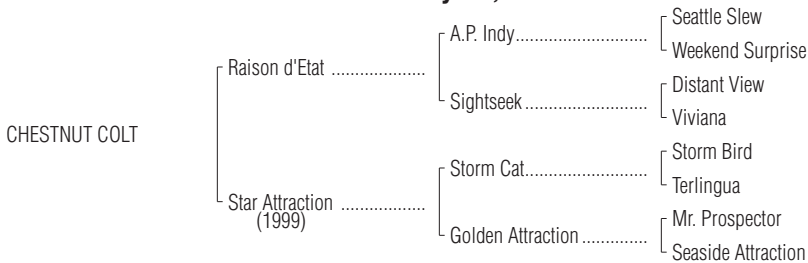 Seattle Slew
A.P. Indy..............................
Weekend Surprise
Raison d'Etat .....................
Distant View
Sightseek ............................
Viviana
CHESTNUT COLT
Storm Bird
Storm Cat............................
Terlingua
Star Attraction ...................
(1999)
Mr. Prospector
Golden Attraction ...............
Seaside Attraction